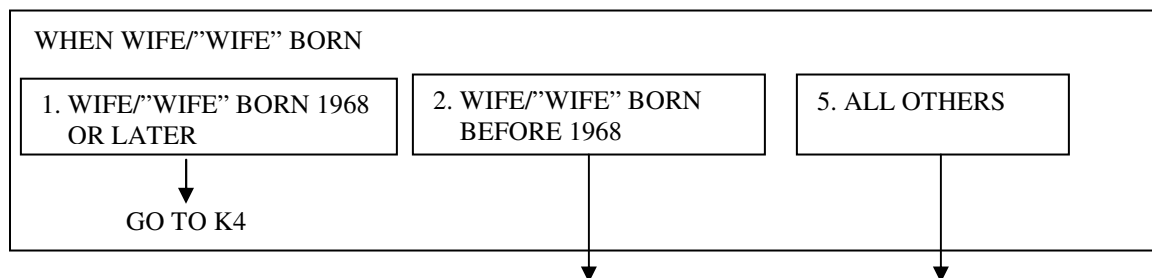 WHEN WIFE/”WIFE” BORN
1. WIFE/”WIFE” BORN 1968
OR LATER
2. WIFE/”WIFE” BORN
BEFORE 1968
5. ALL OTHERS
GO TO K4